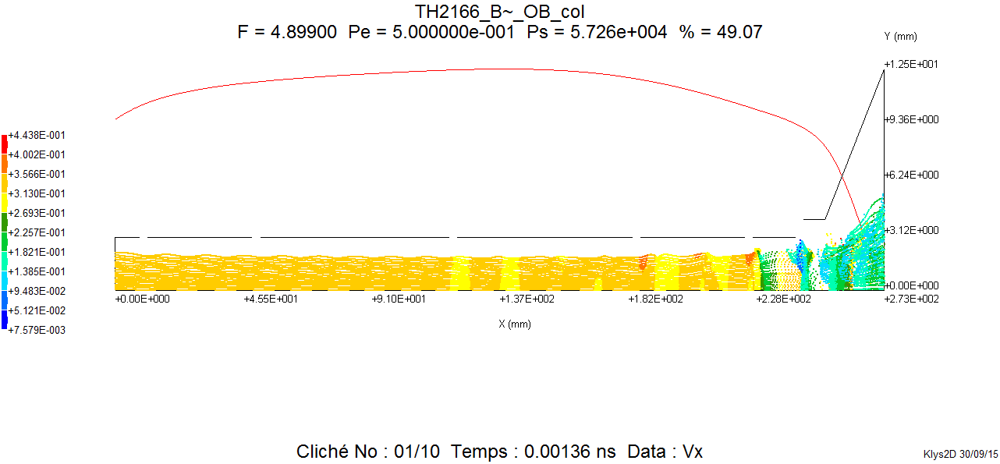 TH2166_B~_OB_col
F = 4.89900 Pe = 5.000000e-001 Ps = 5.726e+004 % = 49.07
Y (mm)
+1.25E+001
+9.36E+000
+6.24E+000
+3.12E+000
+0.00E+000
+4.438E-001
+4.002E-001
+3.566E-001
+3.130E-001
+2.693E-001
+2.257E-001
+1.821E-001
+1.385E-001
+9.483E-002
+5.121E-002
+7.579E-003
+0.00E+000 +4.55E+001 +9.10E+001 +1.37E+002 +1.82E+002 +2.28E+002 +2.73E+002
X (mm)
Cliché No : 01/10 Temps : 0.00136 ns Data : Vx
Klys2D 30/09/15